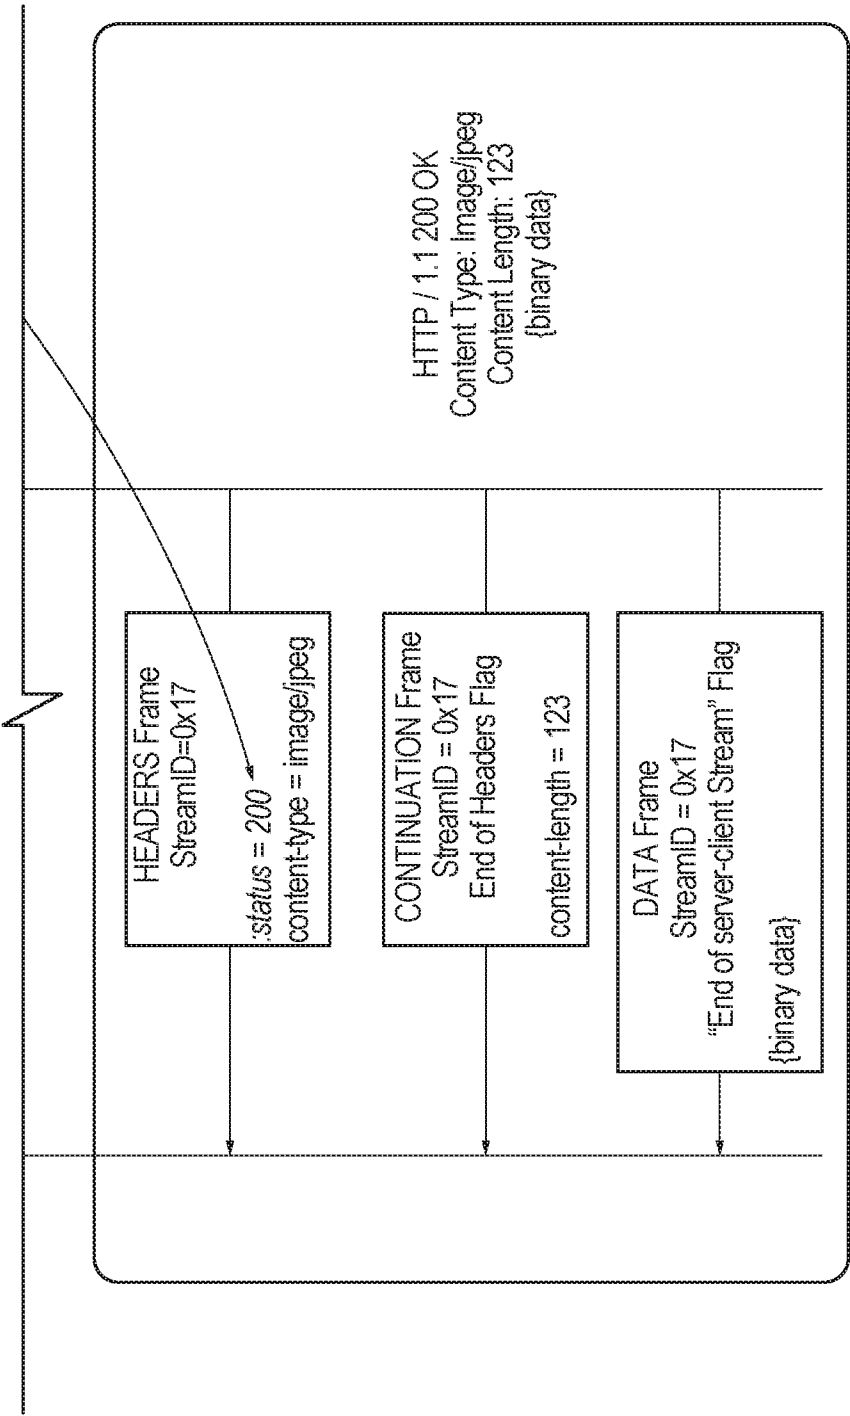 HEADERS Frame
StreamID=0x17
:status = 200
content-type = image/jpeg
CONTINUATION Frame
StreamID = 0x17
End of Headers Flag
content-length = 123
DATA Frame
StreamID = 0x17
“End of server-client Stream” Flag
{binary data}
HTTP / 1.1 200 OK
Content Type: Image/jpeg
Content Length: 123
{binary data}